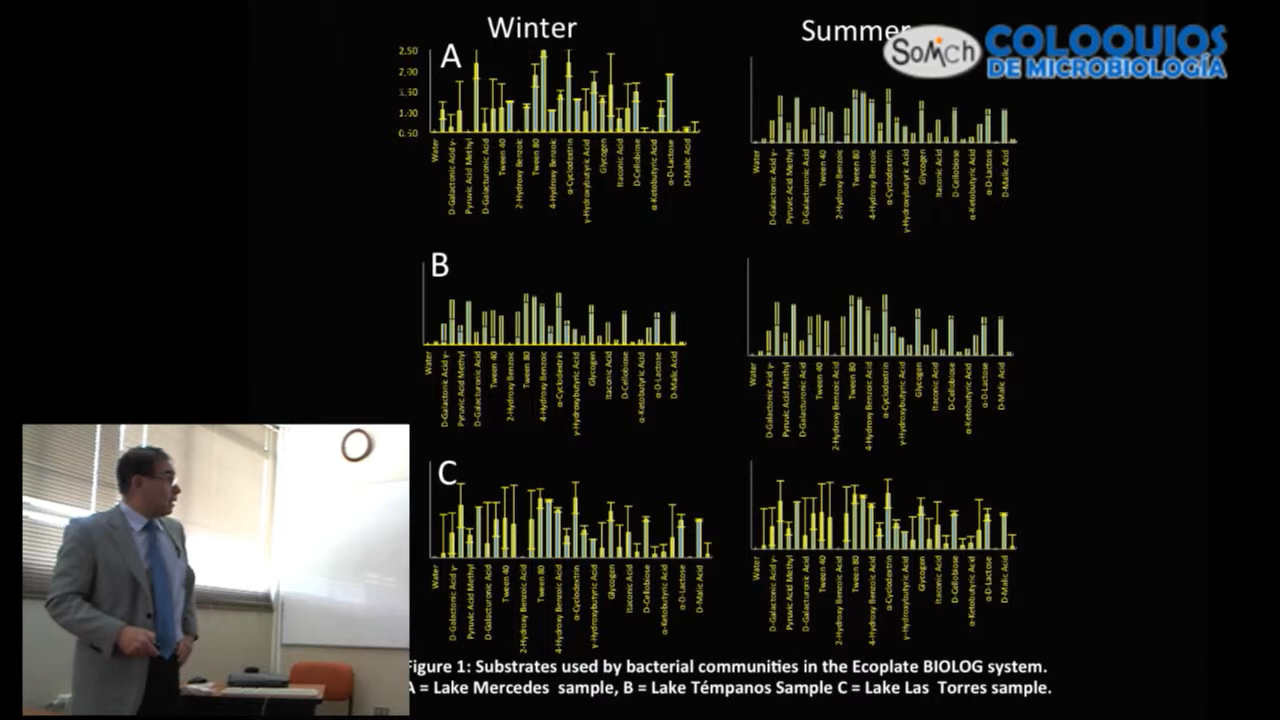 Winter
Summer
SoMich
COLOQUIOS
DE MICROBIOLOGÍA
A
2,50
2,00
1,50
1,00
0,50
Water
D-Galactonic Acid γ-
Pyruvic Acid Methyl
D-Galacturonic Acid
Tween 40
2-Hydroxy Benzoic
Tween 80
4-Hydroxy Benzoic
α-Cyclodextrin
γ-Hydroxybutyric Acid
Glycogen
Itaconic Acid
D-Cellobiose
α-Ketobutyric Acid
α-D-Lactose
D-Malic Acid
Water
D-Galactonic Acid γ-
Pyruvic Acid Methyl
D-Galacturonic Acid
Tween 40
2-Hydroxy Benzoic
Tween 80
4-Hydroxy Benzoic Acid
α-Cyclodextrin
γ-Hydroxybutyric Acid
Glycogen
Itaconic Acid
D-Cellobiose
α-Ketobutyric Acid
α-D-Lactose
D-Malic Acid
B
Water
D-Galactonic Acid γ-
Pyruvic Acid Methyl
D-Galacturonic Acid
Tween 40
2-Hydroxy Benzoic
Tween 80
4-Hydroxy Benzoic
α-Cyclodextrin
γ-Hydroxybutyric Acid
Glycogen
Itaconic Acid
D-Cellobiose
α-Ketobutyric Acid
α-D-Lactose
D-Malic Acid
Water
D-Galactonic Acid γ-
Pyruvic Acid Methyl
D-Galacturonic Acid
Tween 40
2-Hydroxy Benzoic Acid
Tween 80
4-Hydroxy Benzoic Acid
α-Cyclodextrin
γ-Hydroxybutyric Acid
Glycogen
Itaconic Acid
D-Cellobiose
α-Ketobutyric Acid
α-D-Lactose
D-Malic Acid
C
Water
D-Galactonic Acid γ-
Pyruvic Acid Methyl
D-Galacturonic Acid
Tween 40
2-Hydroxy Benzoic Acid
Tween 80
4-Hydroxy Benzoic Acid
α-Cyclodextrin
γ-Hydroxybutyric Acid
Glycogen
Itaconic Acid
D-Cellobiose
α-Ketobutyric Acid
α-D-Lactose
D-Malic Acid
Water
D-Galactonic Acid γ-
Pyruvic Acid Methyl
D-Galacturonic Acid
Tween 40
2-Hydroxy Benzoic Acid
Tween 80
4-Hydroxy Benzoic Acid
α-Cyclodextrin
γ-Hydroxybutyric Acid
Glycogen
Itaconic Acid
D-Cellobiose
α-Ketobutyric Acid
α-D-Lactose
D-Malic Acid
Figure 1: Substrates used by bacterial communities in the Ecoplate BIOLOG system.
A = Lake Mercedes sample, B = Lake Témpanos Sample C = Lake Las Torres sample.